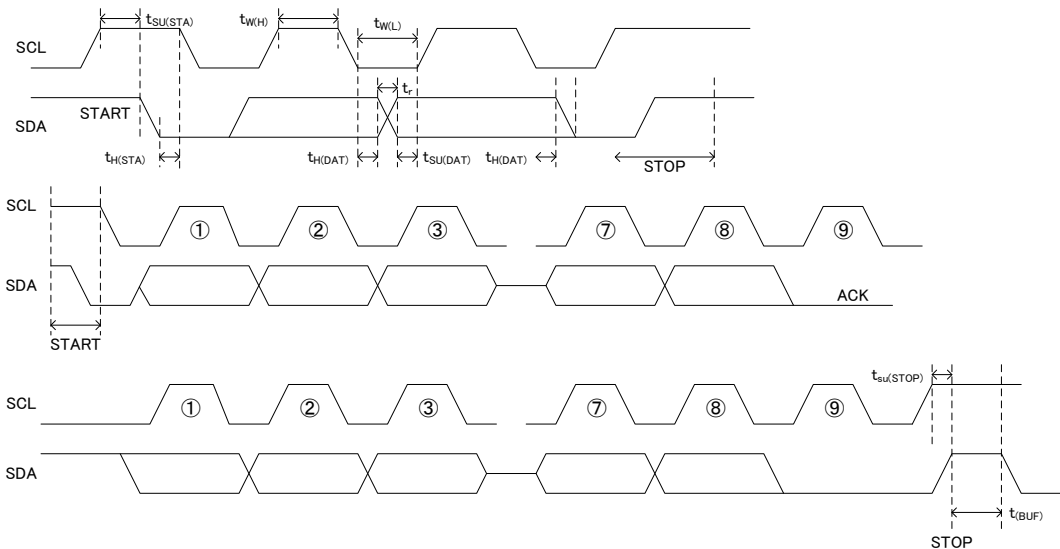 tSU(STA) tW(H) tW(L)
SCL
tr
START
SDA
tH(STA) tH(DAT) tSU(DAT) tH(DAT) STOP
SCL ① ② ③ ⑦ ⑧ ⑨
SDA
ACK
START
tsu(STOP)
SCL ① ② ③ ⑦ ⑧ ⑨
SDA
t(BUF)
STOP